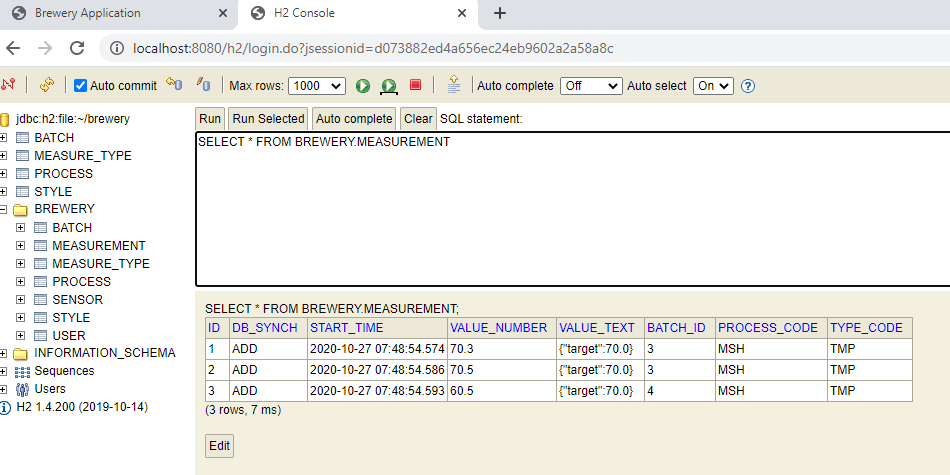 Brewery Application
H2 Console
localhost:8080/h2/login.do?jsessionid=d073882ed4a656ec24eb9602a2a58a8c
Auto commit Max rows: 1000 Auto complete Off Auto select On
jdbc:h2:file:~/brewery
BATCH
MEASURE_TYPE
PROCESS
STYLE
BREWERY
BATCH
MEASUREMENT
MEASURE_TYPE
PROCESS
SENSOR
STYLE
USER
INFORMATION_SCHEMA
Sequences
Users
H2 1.4.200 (2019-10-14)
Run Run Selected Auto complete Clear SQL statement:
SELECT * FROM BREWERY.MEASUREMENT
SELECT * FROM BREWERY.MEASUREMENT;
ID DB_SYNCH START_TIME VALUE_NUMBER VALUE_TEXT BATCH_ID PROCESS_CODE TYPE_CODE
1 ADD 2020-10-27 07:48:54.574 70.3 {"target":70.0} 3 MSH TMP
2 ADD 2020-10-27 07:48:54.586 70.5 {"target":70.0} 3 MSH TMP
3 ADD 2020-10-27 07:48:54.593 60.5 {"target":70.0} 4 MSH TMP
(3 rows, 7 ms)
Edit